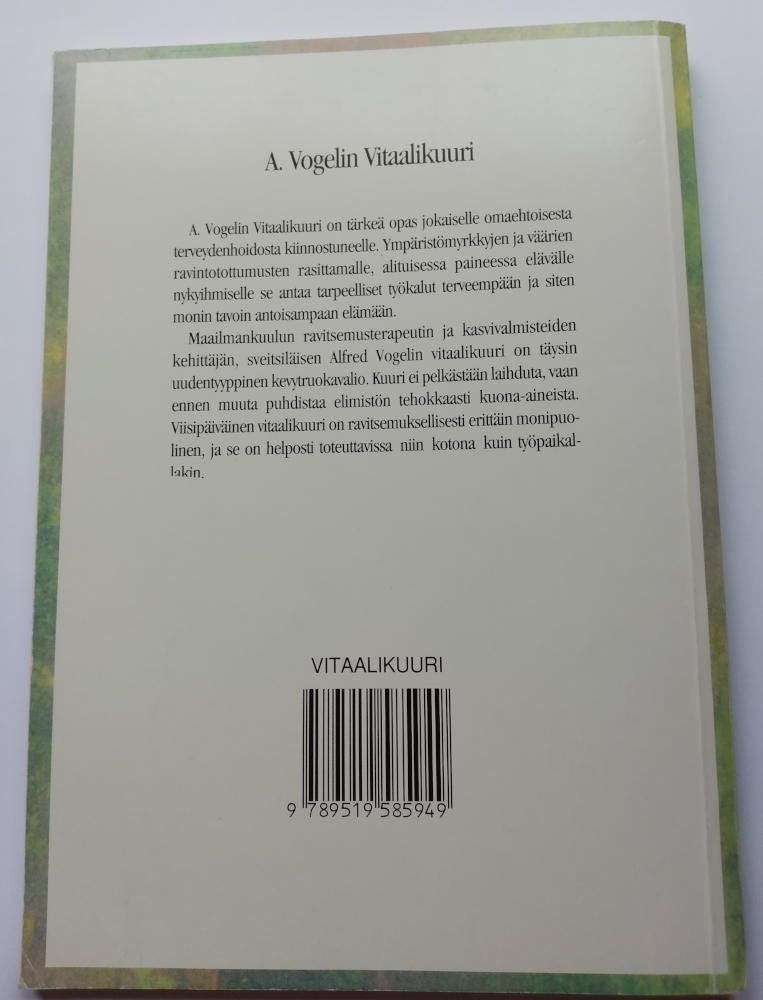 A. Vogelin Vitaalikuuri
A. Vogelin Vitaalikuuri on tärkeä opas jokaiselle omaehtoisesta
terveydenhoidosta kiinnostuneelle. Ympäristömyrkkyjen ja väärien
ravintotottumusten rasittamalle, alituisessa paineessa elävälle
nykyihmiselle se antaa tarpeelliset työkalut terveempään ja siten
monin tavoin antoisampaan elämään.
Maailmankuulun ravitsemusterapeutin ja kasvivalmisteiden
kehittäjän, sveitsiläisen Alfred Vogelin vitaalikuuri on täysin
uudentyyppinen kevytruokavalio. Kuuri ei pelkästään laihduta, vaan
ennen muuta puhdistaa elimistön tehokkaasti kuona-aineista.
Viisipäiväinen vitaalikuuri on ravitsemuksellisesti erittäin monipuo-
linen, ja se on helposti toteuttavissa niin kotona kuin työpaikal-
lakin.
VITAALIKUURI
9 789519 585949